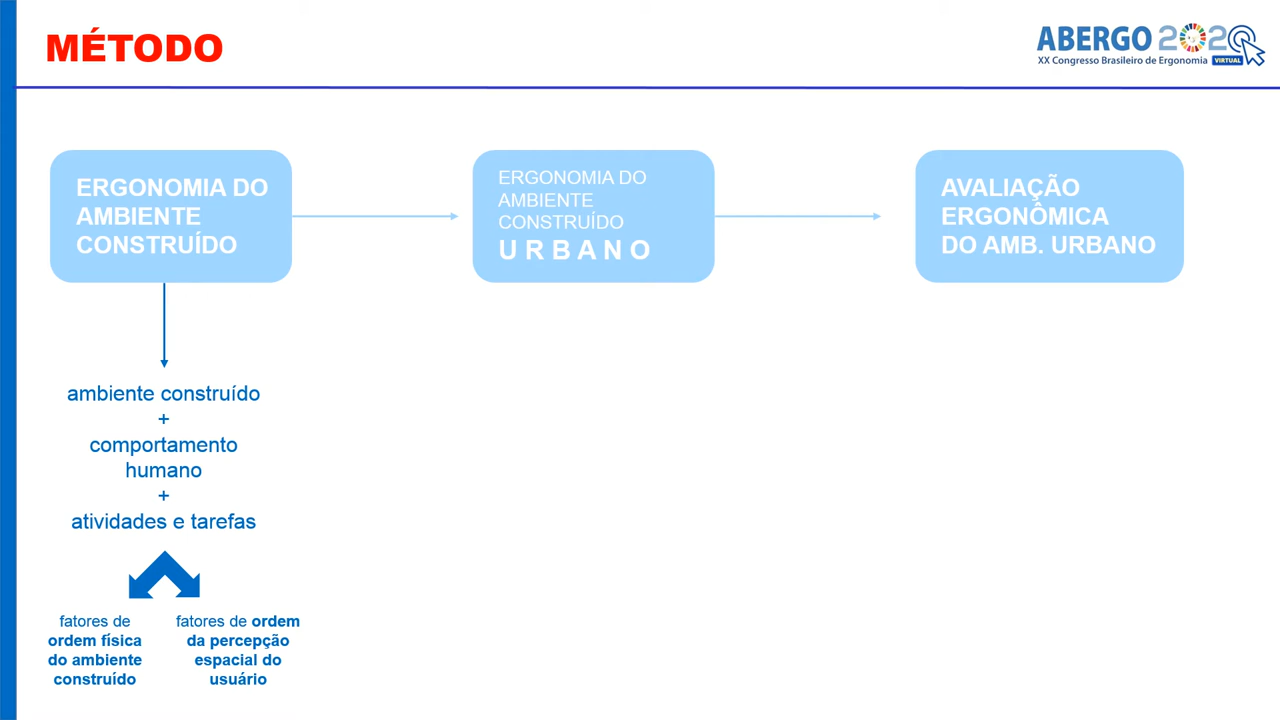 MÉTODO
ABERGO 2020
XX Congresso Brasileiro de Ergonomia VIRTUAL
ERGONOMIA DO
AMBIENTE
CONSTRUÍDO
ERGONOMIA DO
AMBIENTE
CONSTRUÍDO
URBANO
AVALIAÇÃO
ERGONÔMICA
DO AMB. URBANO
ambiente construído
+
comportamento
humano
+
atividades e tarefas
fatores de
ordem física
do ambiente
construído
fatores de ordem
da percepção
espacial do
usuário